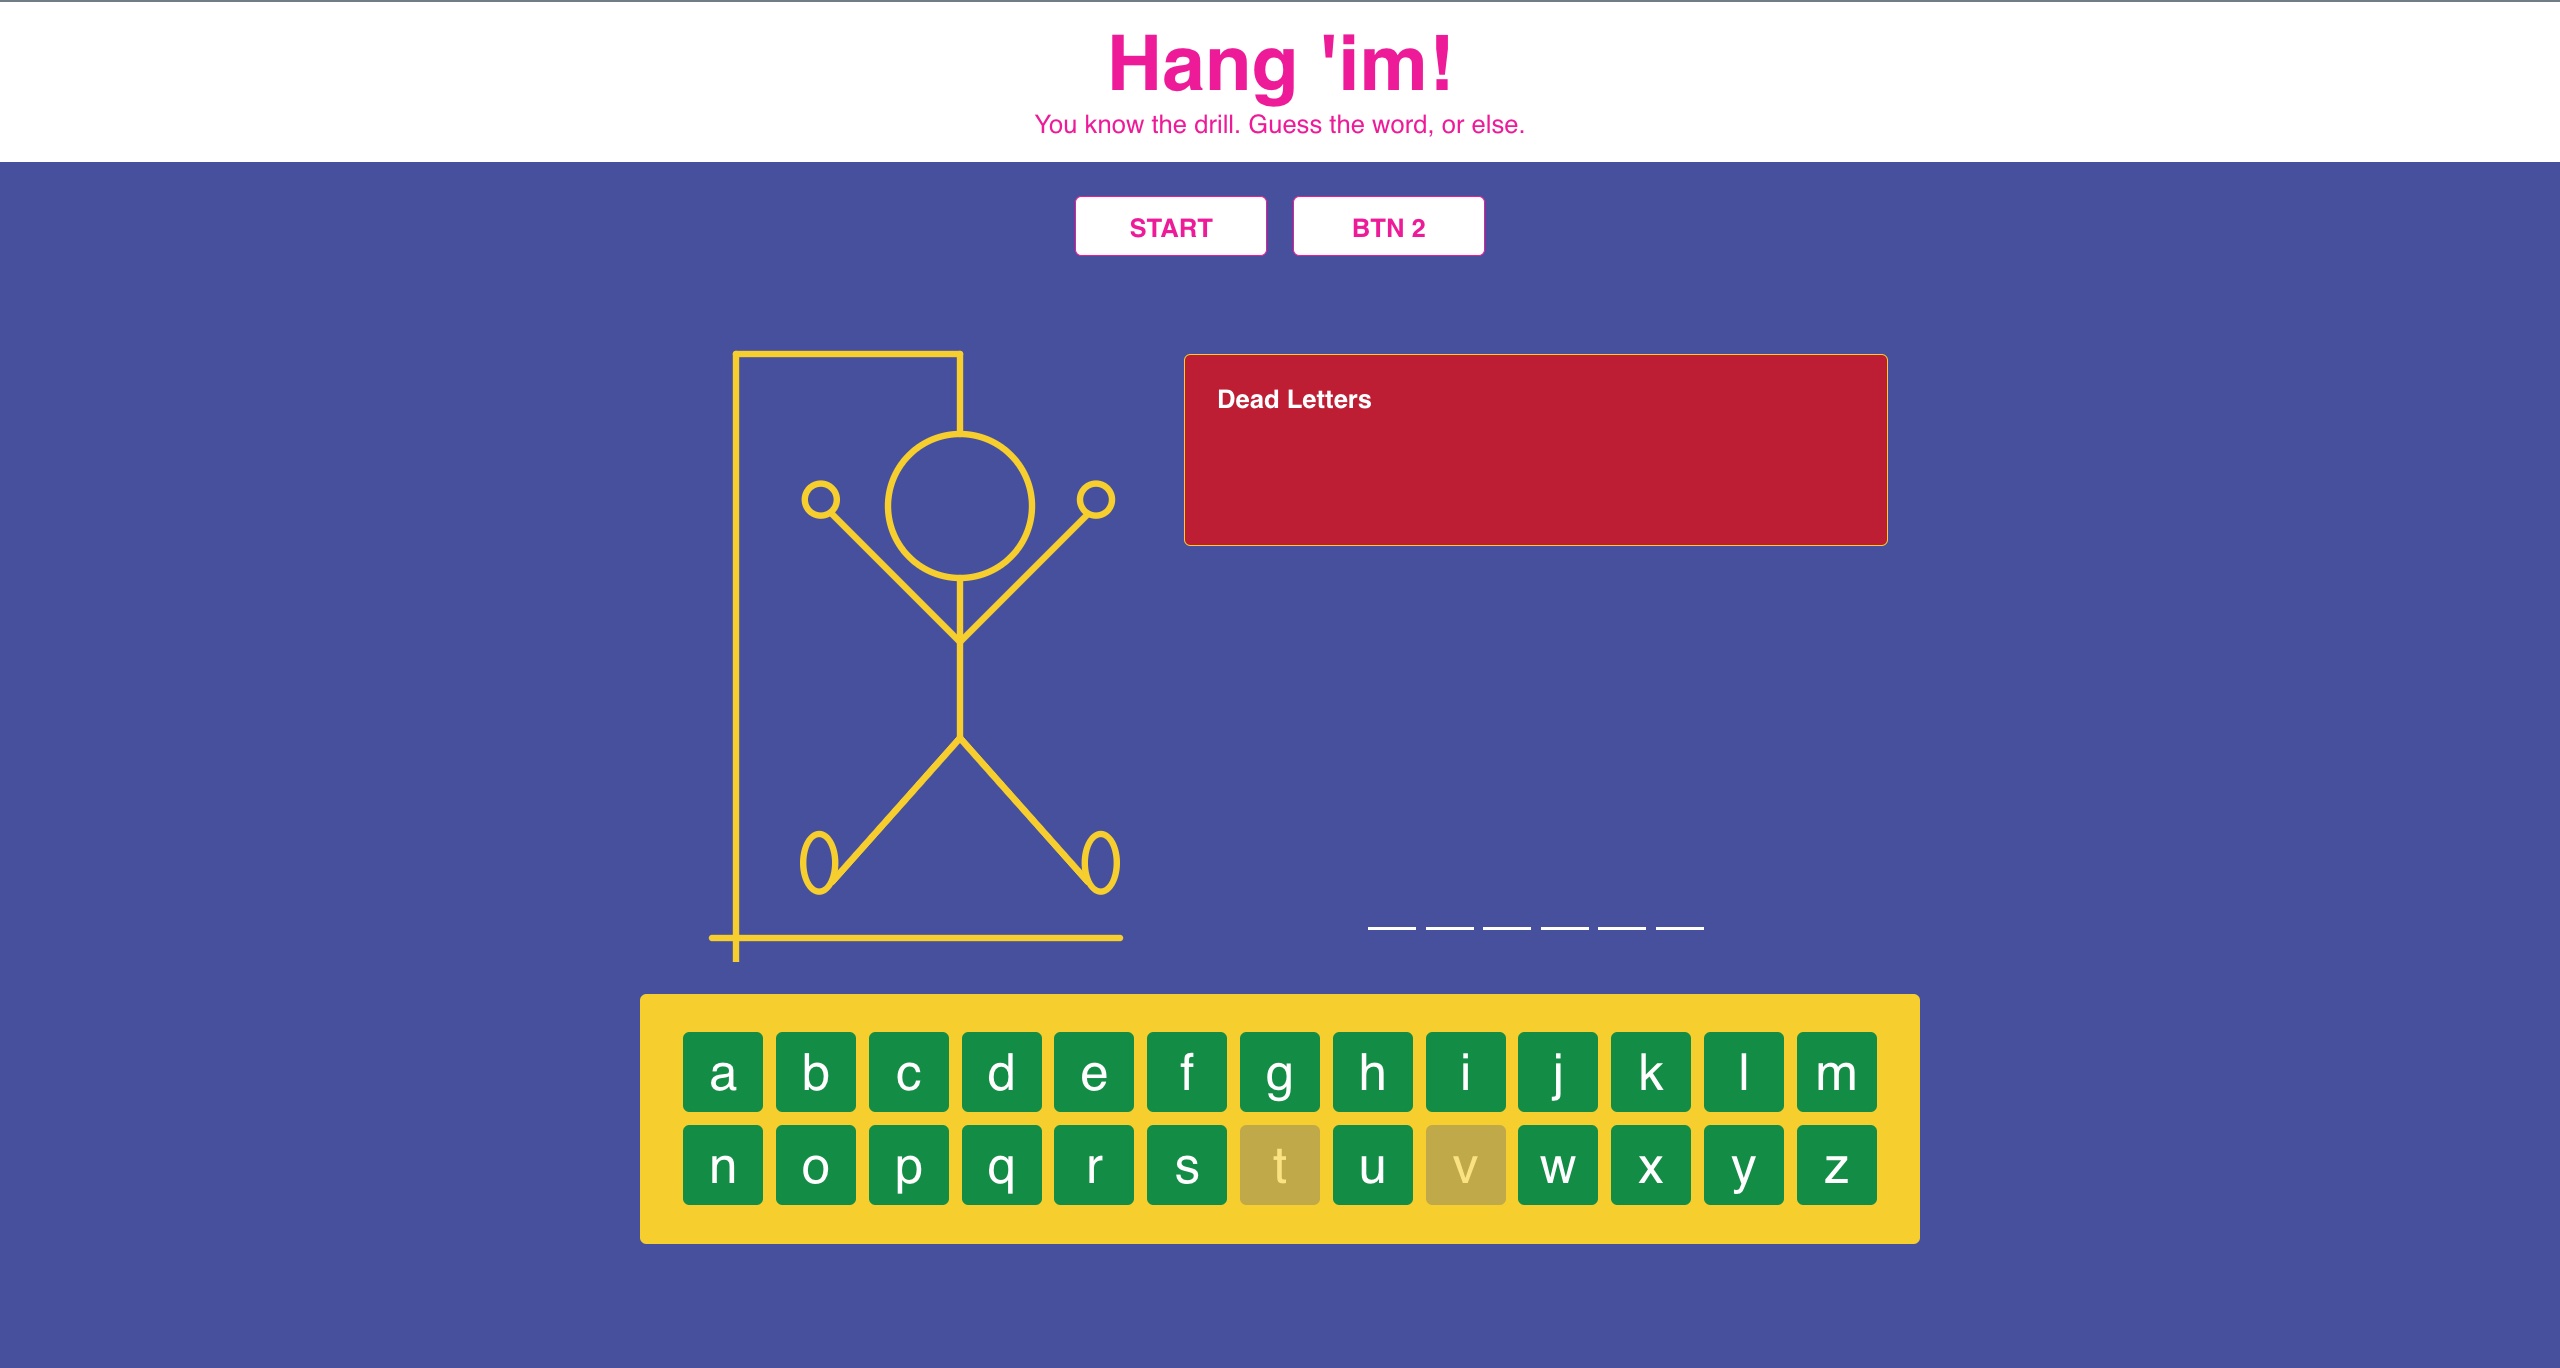 Hang 'im!
You know the drill. Guess the word, or else.
START BTN 2
Dead Letters
a b c d e f g h i j k l m
n o p q r s t u v w x y z